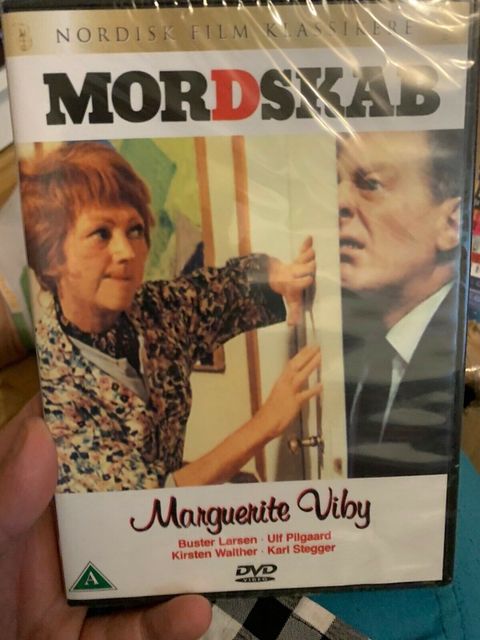 NORDISK FILM KLASSIKERE
MORDSKAB
Marguerite Viby
Buster Larsen · Ulf Pilgaard
Kirsten Walther · Karl Stegger
A
DVD
VIDEO